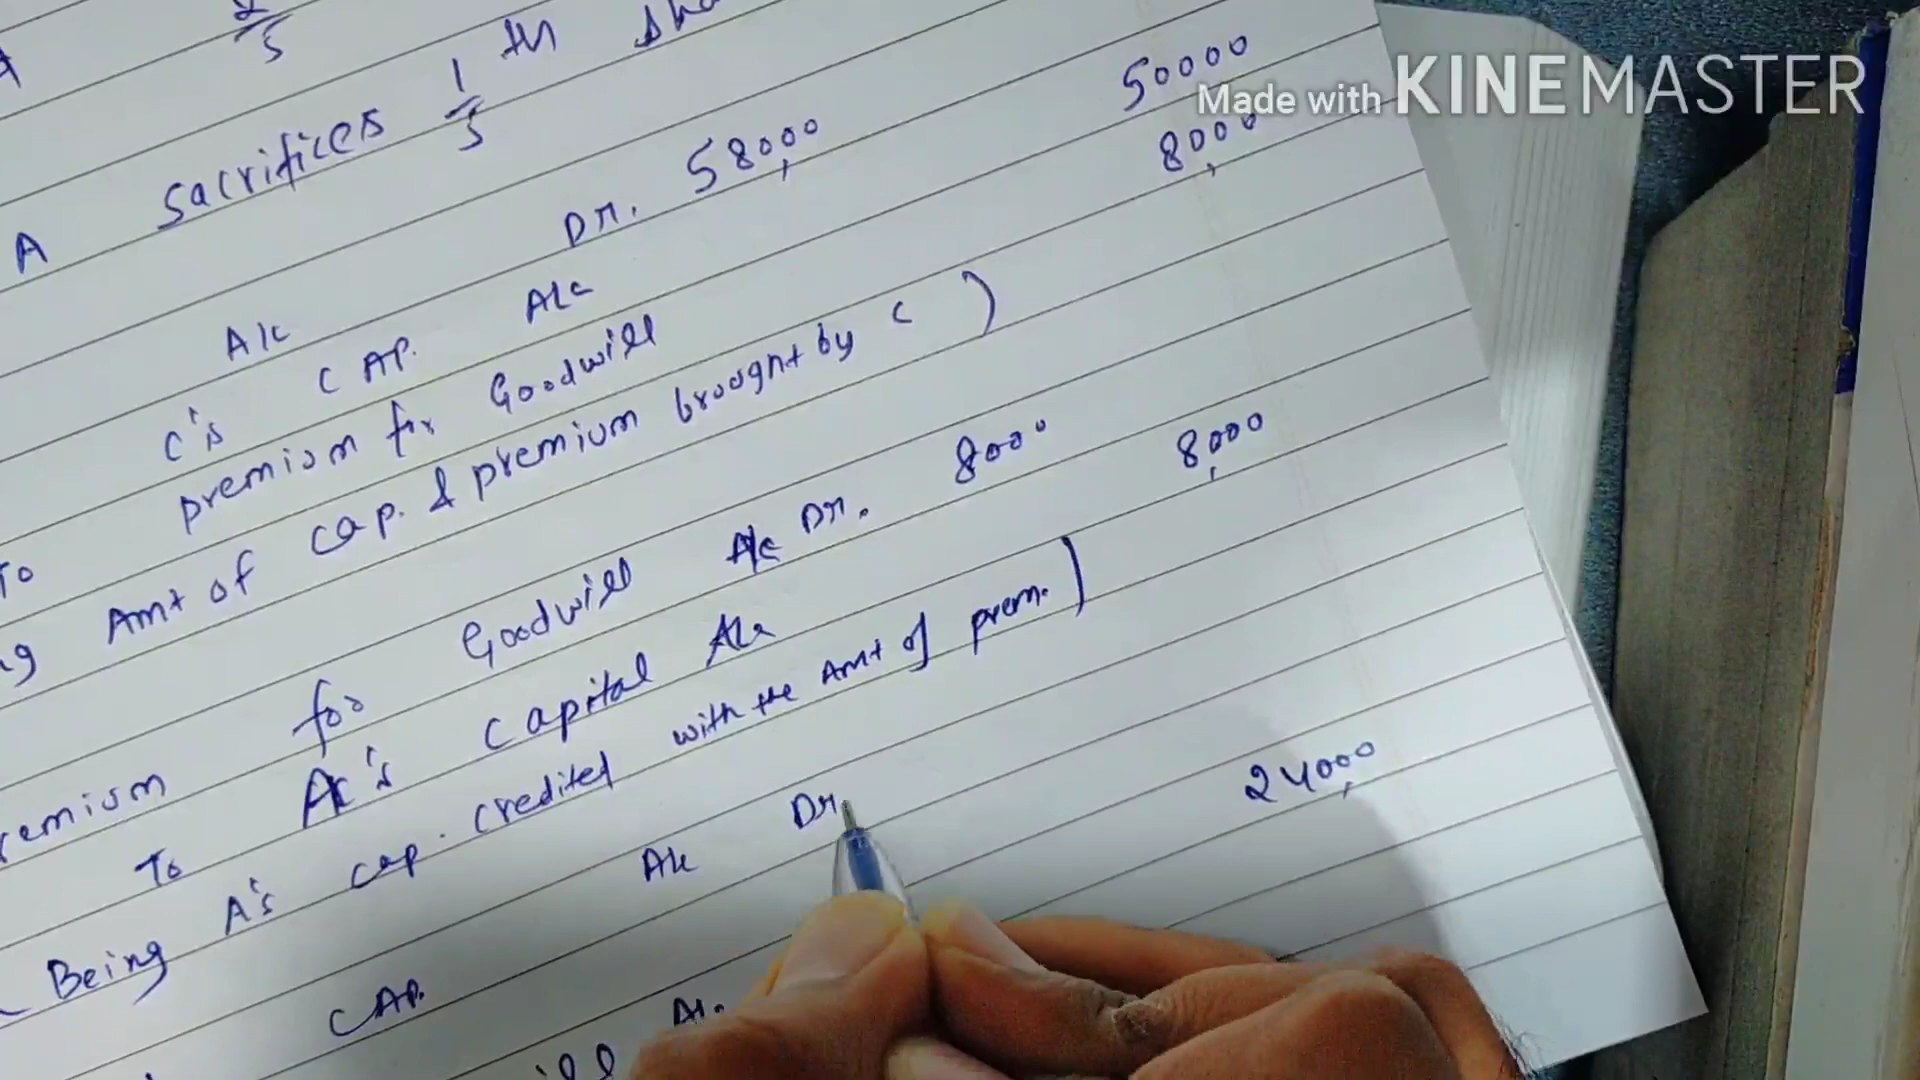 2/5
A sacrifices 1/5 th
A/c Dr. 58000
C's CAP. A/c 50000
To premium for Goodwill 8000
Amt of cap. & premium brought by C )
for Goodwill A/c Dr. 8000
To A's capital A/c 8,000
Being A's cap. credited with the Amt of prem. )
CAP. A/c Dr
24000
Made with KINEMASTER